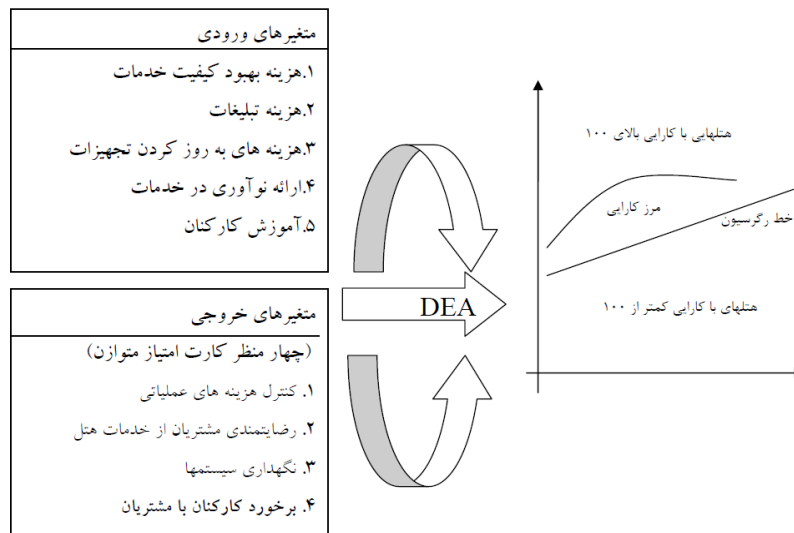 متغیرهای ورودی
۱.هزینه بهبود کیفیت خدمات
۲.هزینه تبلیغات
۳.هزینه های به روز کردن تجهیزات
۴.ارائه نوآوری در خدمات
۵.آموزش کارکنان
متغیرهای خروجی
(چهار منظر کارت امتیاز متوازن)
۱. کنترل هزینه های عملیاتی
۲. رضایتمندی مشتریان از خدمات هتل
۳. نگهداری سیستمها
۴. برخورد کارکنان با مشتریان
DEA
هتلهایی با کارایی بالای ۱۰۰
مرز کارایی
خط رگرسیون
هتلهای با کارایی کمتر از ۱۰۰